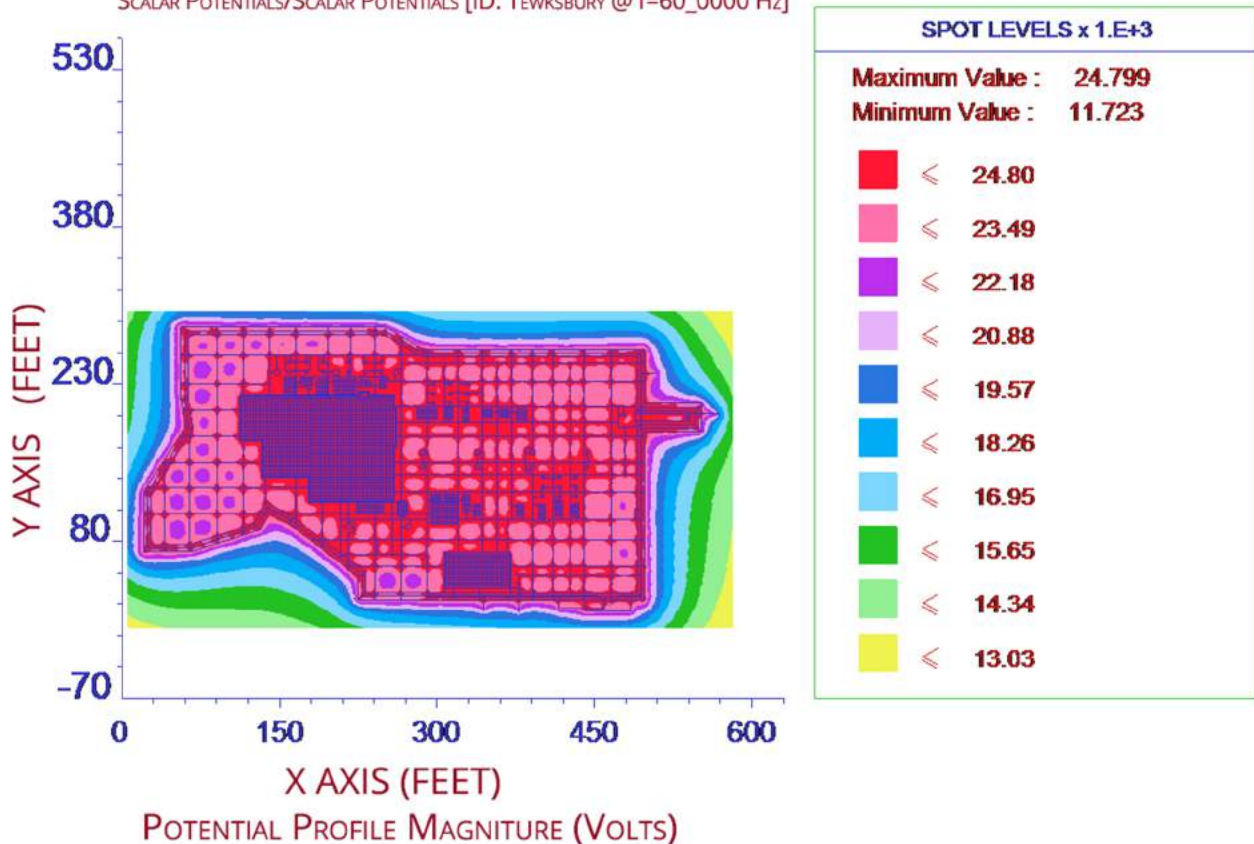 SCALAR POTENTIALS/SCALAR POTENTIALS [ID: TEWKSBURY @ f=60_0000 HZ]
SPOT LEVELS x 1.E+3
Maximum Value : 24.799
Minimum Value : 11.723
≤ 24.80
≤ 23.49
≤ 22.18
≤ 20.88
≤ 19.57
≤ 18.26
≤ 16.95
≤ 15.65
≤ 14.34
≤ 13.03
530
380
230
80
-70
Y AXIS (FEET)
0 150 300 450 600
X AXIS (FEET)
POTENTIAL PROFILE MAGNITURE (VOLTS)